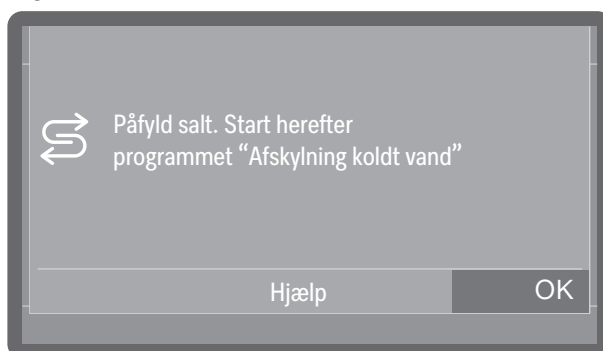 Påfyld salt. Start herefter
programmet “Afskylning koldt vand”
Hjælp
OK